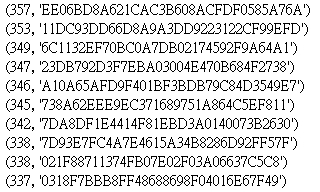 (357, 'EE06BD8A621CAC3B608ACFDF0585A76A')
(353, '11DC93DD66D8A9A3DD9223122CF99EFD')
(349, '6C1132EF70BC0A7DB02174592F9A64A1')
(347, '23DB792D3F7EBA03004E470B684F2738')
(346, 'A10A65AFD9F401BF3BDB79C84D3549E7')
(345, '738A62EEE9EC371689751A864C5EF811')
(342, '7DA8DF1E4414F81EBD3A0140073B2630')
(338, '7D93E7FC4A7E4615A34B8286D92FF57F')
(338, '021F88711374FB07E02F03A06637C5C8')
(337, '0318F7BBB8FF48688698F04016E67F49')